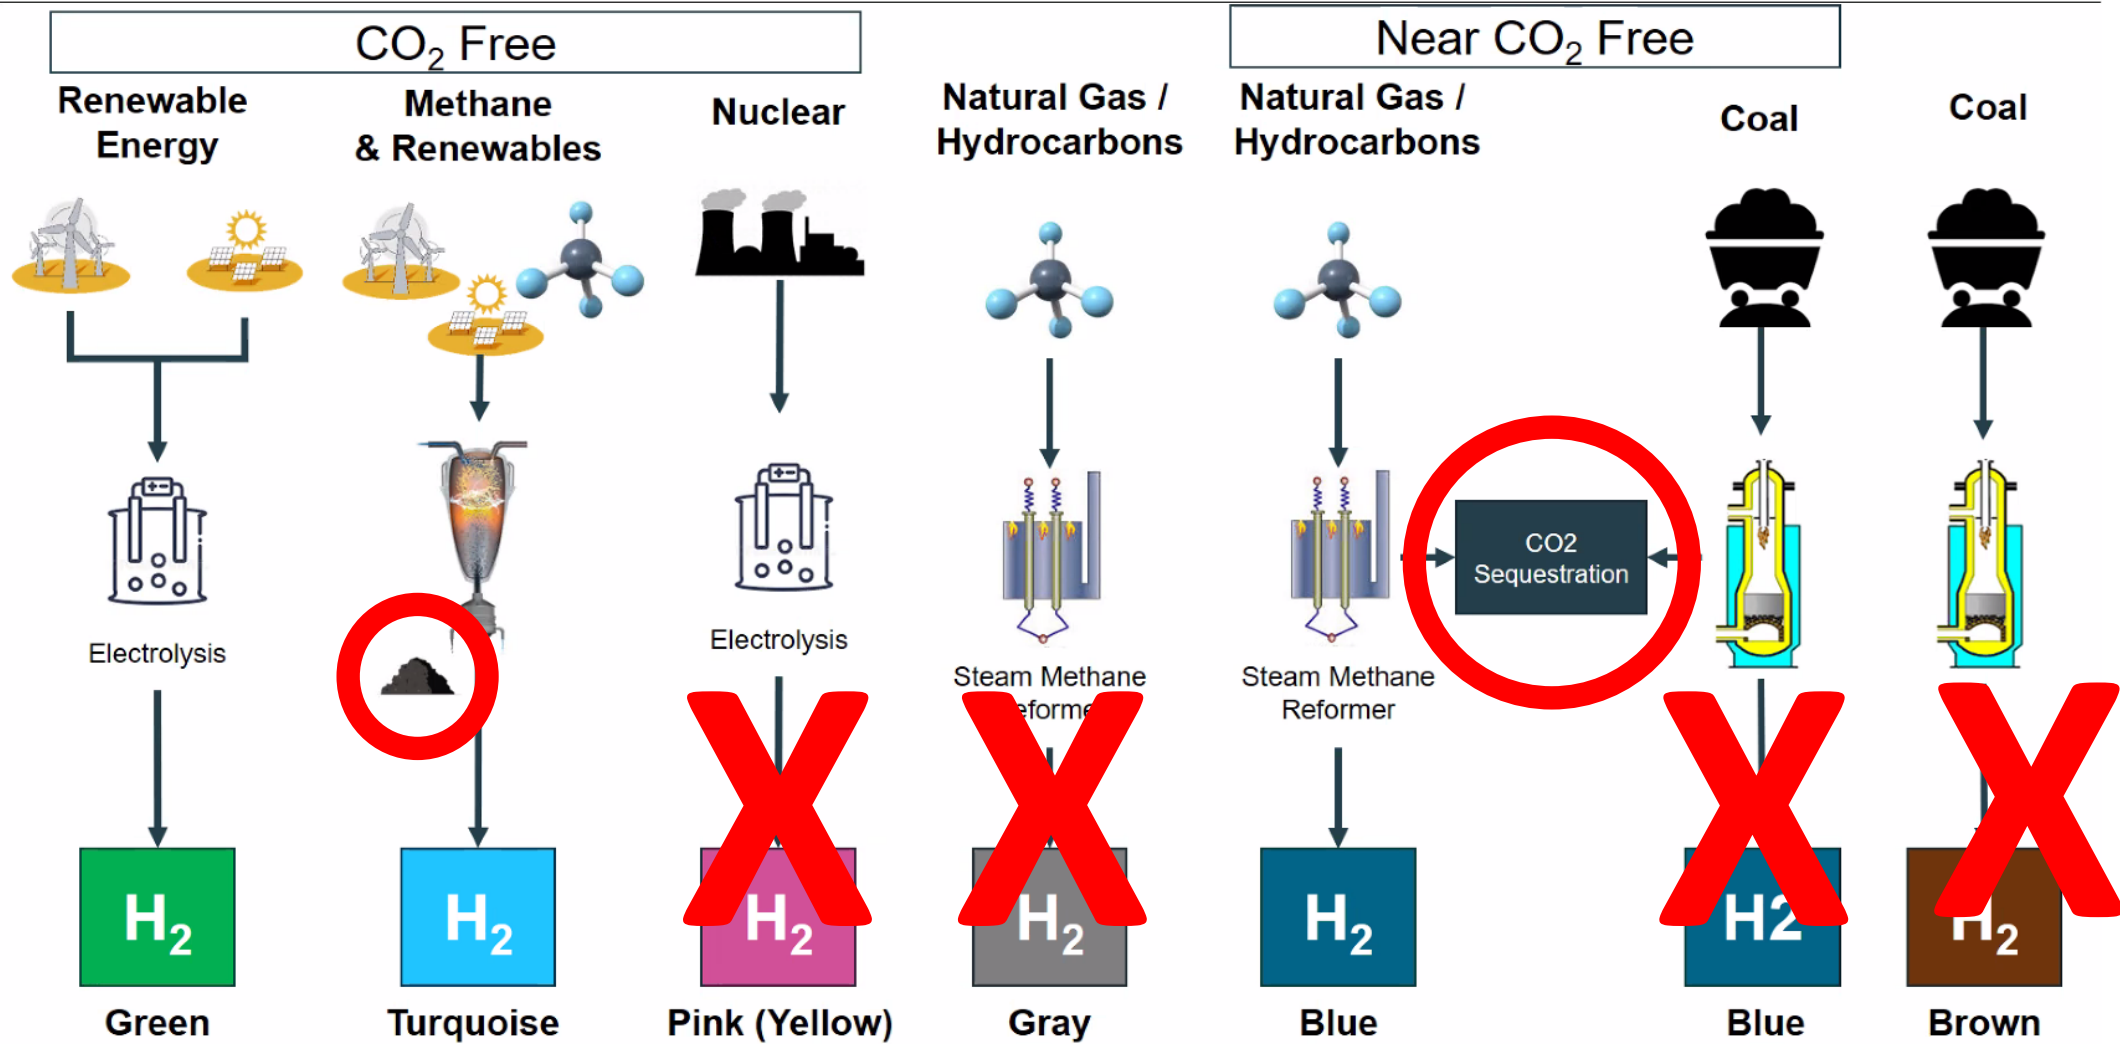 CO₂ Free
Near CO₂ Free
Renewable
Energy
Methane
& Renewables
Nuclear
Natural Gas /
Hydrocarbons
Natural Gas /
Hydrocarbons
Coal
Coal
Electrolysis
Electrolysis
Steam Methane
eforme
Steam Methane
Reformer
CO2
Sequestration
H₂
H₂
H₂
H₂
H₂
H2
H₂
Green
Turquoise
Pink (Yellow)
Gray
Blue
Blue
Brown